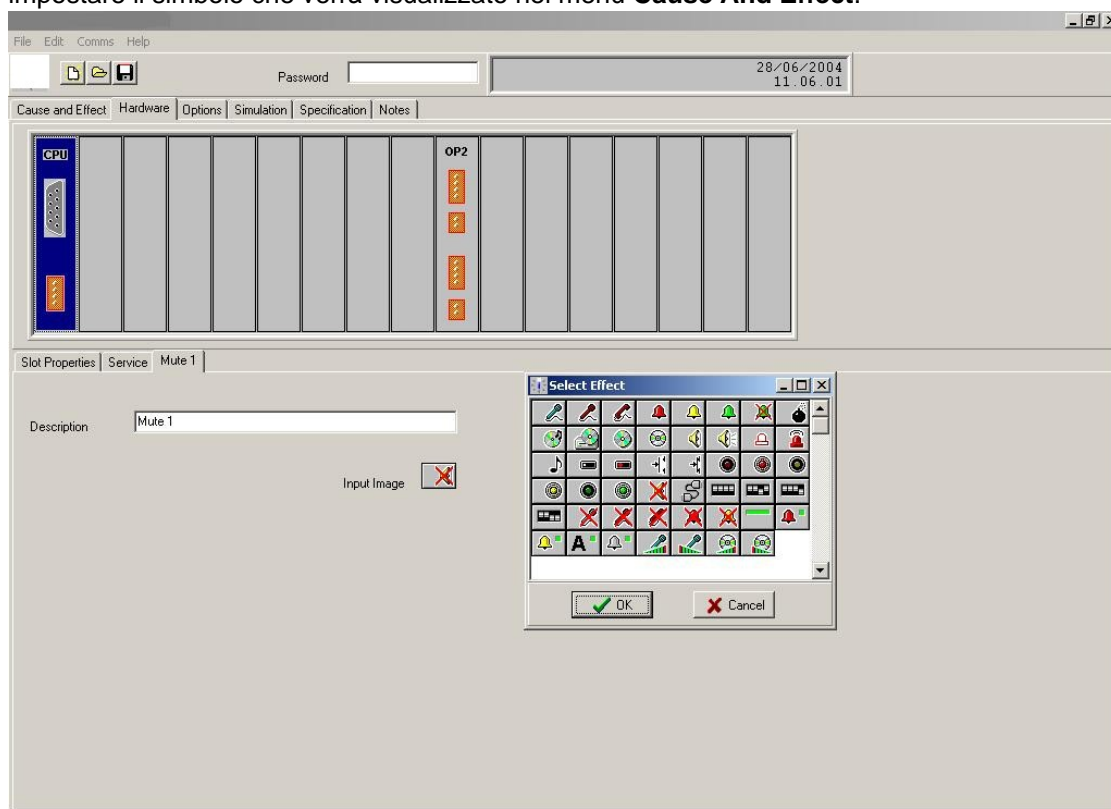 impostare il simbolo che verrà visualizzato nel menu Cause And Effect.
File Edit Comms Help
Password
28/06/2004
11.06.01
Cause and Effect Hardware Options Simulation Specification Notes
CPU
OP2
Slot Properties Service Mute 1
Select Effect
Description Mute 1
Input Image
A
OK Cancel